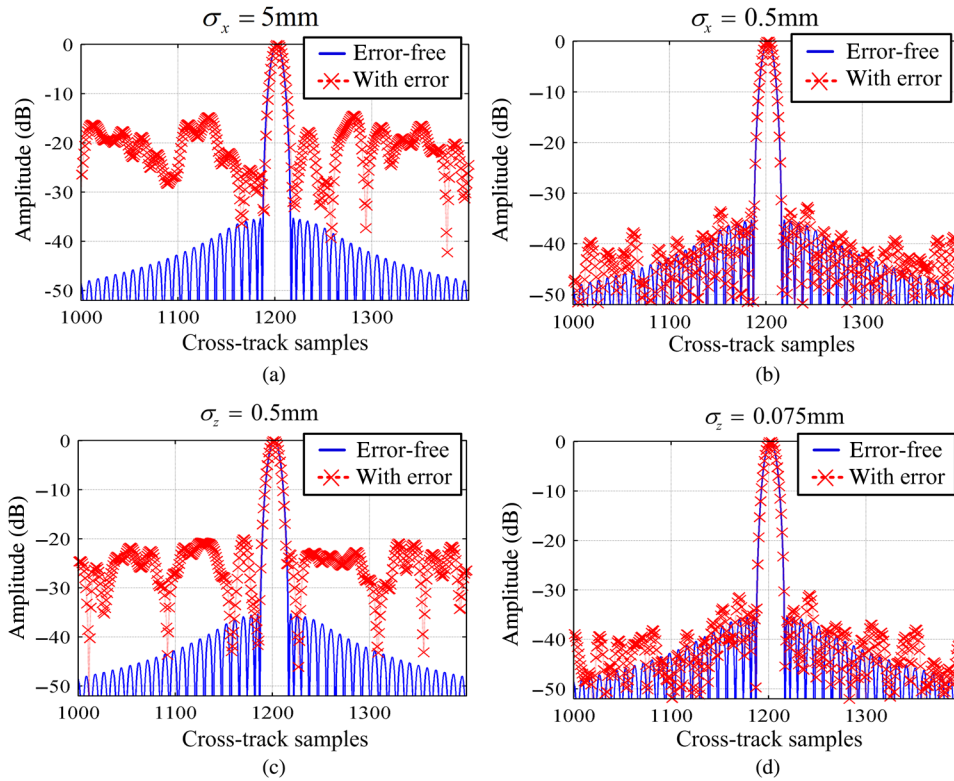 σx = 5mm
Error-free
With error
Amplitude (dB)
0
-10
-20
-30
-40
-50
1000 1100 1200 1300
Cross-track samples
(a)
σx = 0.5mm
Error-free
With error
Amplitude (dB)
0
-10
-20
-30
-40
-50
1000 1100 1200 1300
Cross-track samples
(b)
σz = 0.5mm
Error-free
With error
Amplitude (dB)
0
−10
−20
−30
−40
−50
1000 1100 1200 1300
Cross-track samples
(c)
σz = 0.075mm
Error-free
With error
Amplitude (dB)
0
−10
−20
−30
−40
−50
1000 1100 1200 1300
Cross-track samples
(d)